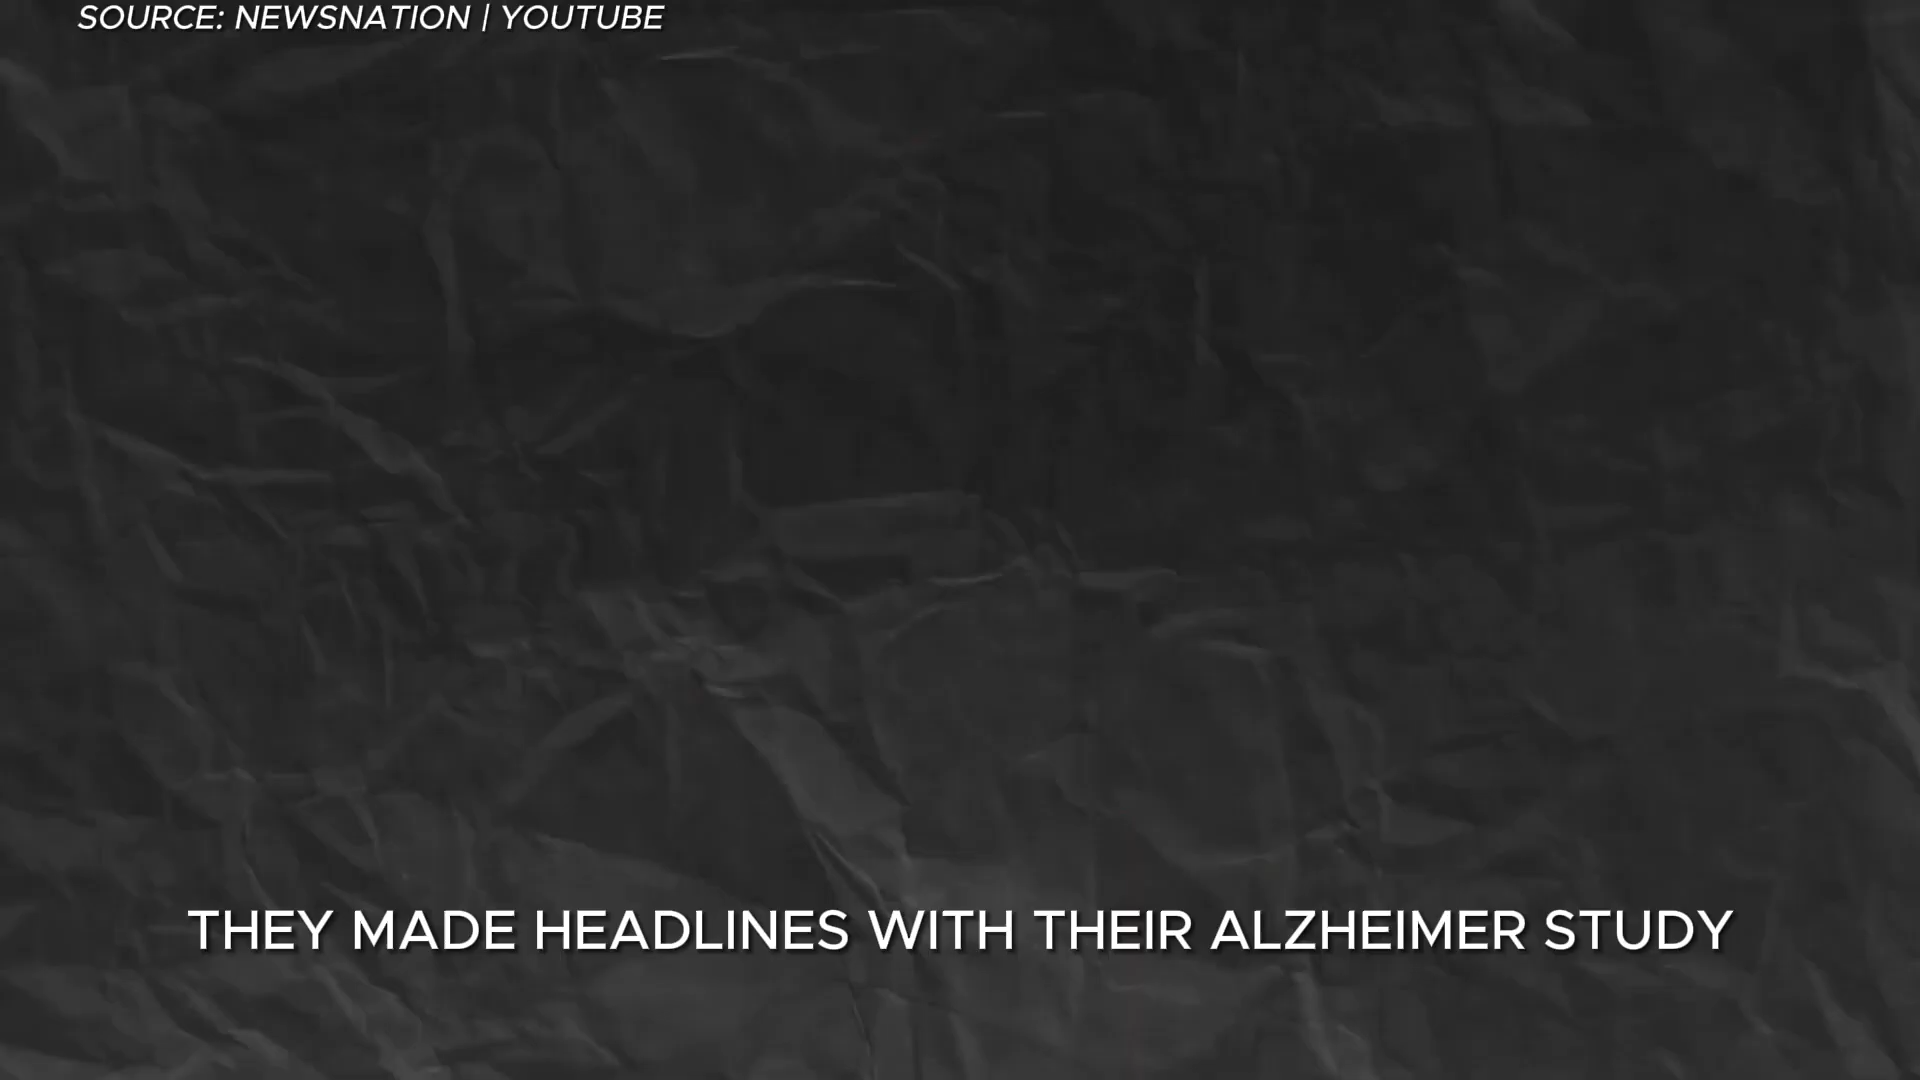 SOURCE: NEWSNATION | YOUTUBE
THEY MADE HEADLINES WITH THEIR ALZHEIMER STUDY